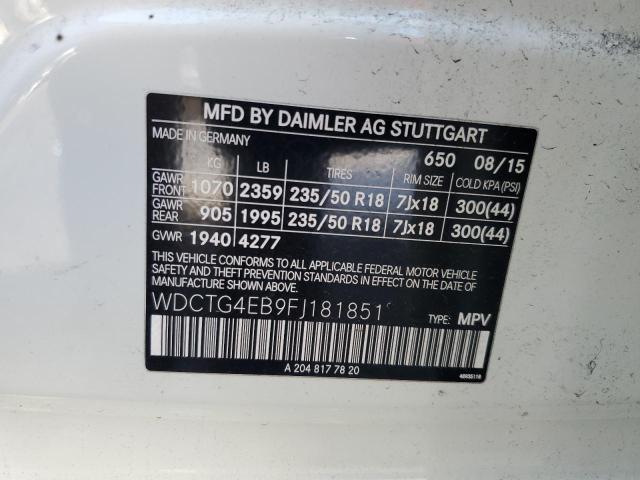 MFD BY DAIMLER AG STUTTGART
MADE IN GERMANY
650 08/15
KG LB TIRES RIM SIZE COLD KPA(PSI)
GAWR FRONT 1070 2359 235/50 R18 7Jx18 300(44)
GAWR REAR 905 1995 235/50 R18 7Jx18 300(44)
GVWR 1940 4277
THIS VEHICLE CONFORMS TO ALL APPLICABLE FEDERAL MOTOR VEHICLE
SAFETY BUMPER AND THEFT PREVENTION STANDARDS IN EFFECT ON THE DATE OF
MANUFACTURE SHOWN ABOVE.
WDCTG4EB9FJ181851
TYPE: MPV
A 204 817 78 20